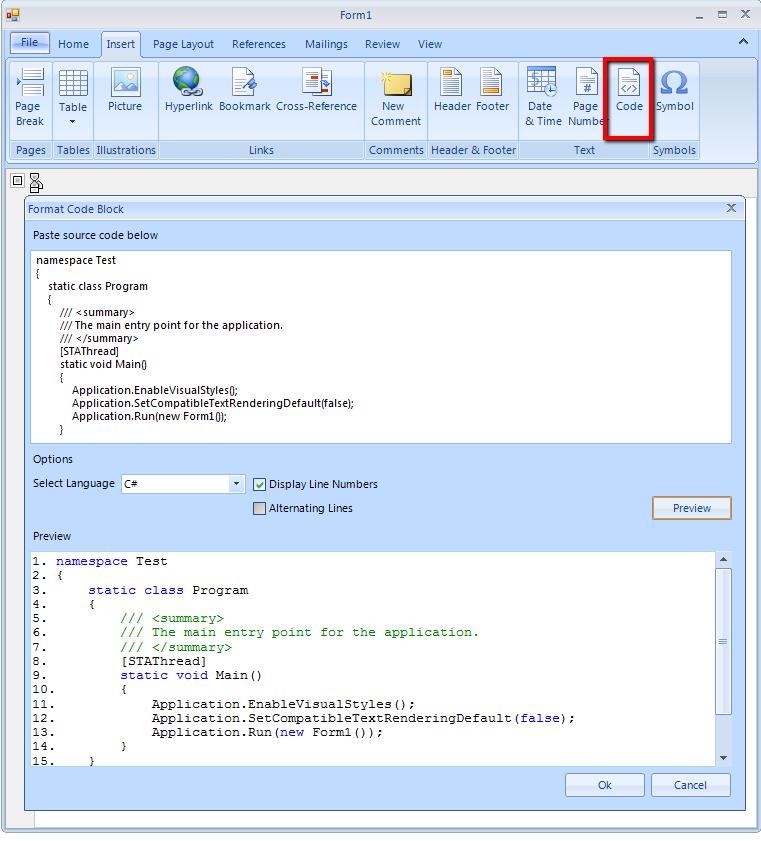 Form1
File Home Insert Page Layout References Mailings Review View
Page Break
Table
Picture
Hyperlink Bookmark Cross-Reference
New Comment
Header Footer
Date & Time
Page Number
Code
Symbol
Pages Tables Illustrations Links Comments Header & Footer Text Symbols
Format Code Block
Paste source code below
namespace Test
{
    static class Program
    {
        /// <summary>
        /// The main entry point for the application.
        /// </summary>
        [STAThread]
        static void Main()
        {
            Application.EnableVisualStyles();
            Application.SetCompatibleTextRenderingDefault(false);
            Application.Run(new Form1());
        }
Options
Select Language C# Display Line Numbers
Alternating Lines
Preview
Preview
1. namespace Test
2. {
3.     static class Program
4.     {
5.         /// <summary>
6.         /// The main entry point for the application.
7.         /// </summary>
8.         [STAThread]
9.         static void Main()
10.         {
11.             Application.EnableVisualStyles();
12.             Application.SetCompatibleTextRenderingDefault(false);
13.             Application.Run(new Form1());
14.         }
15.     }
Ok Cancel